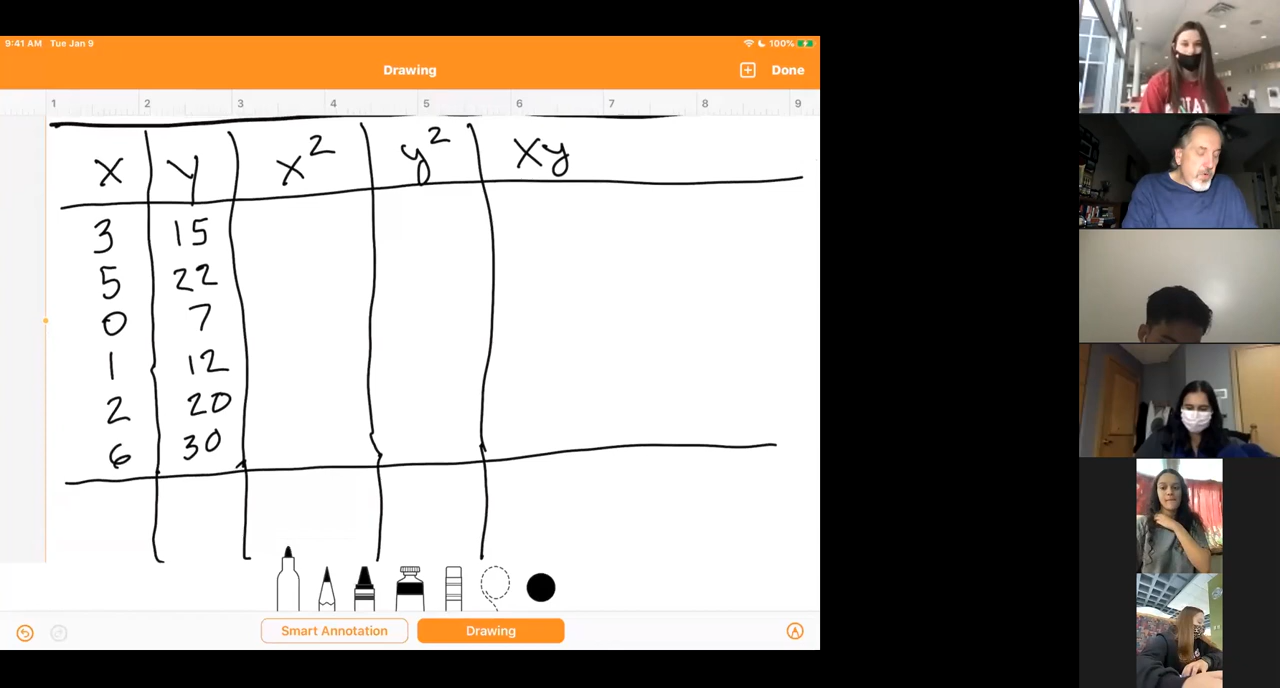 9:41 AM Tue Jan 9 100%
Drawing Done
1 2 3 4 5 6 7 8 9
x y x² y² xy
3 15
5 22
0 7
1 12
2 20
6 30
Smart Annotation Drawing